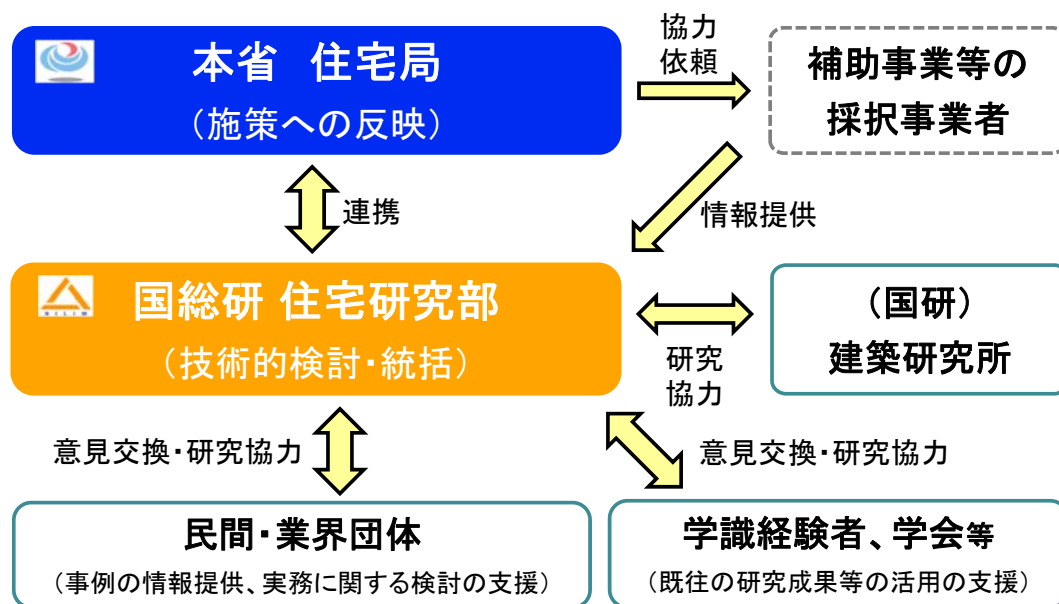 本省　住宅局
（施策への反映）
協力
依頼
補助事業等の
採択事業者
連携
情報提供
国総研 住宅研究部
（技術的検討・統括）
研究
協力
（国研）
建築研究所
意見交換・研究協力
意見交換・研究協力
民間・業界団体
（事例の情報提供、実務に関する検討の支援）
学識経験者、学会等
（既往の研究成果等の活用の支援）